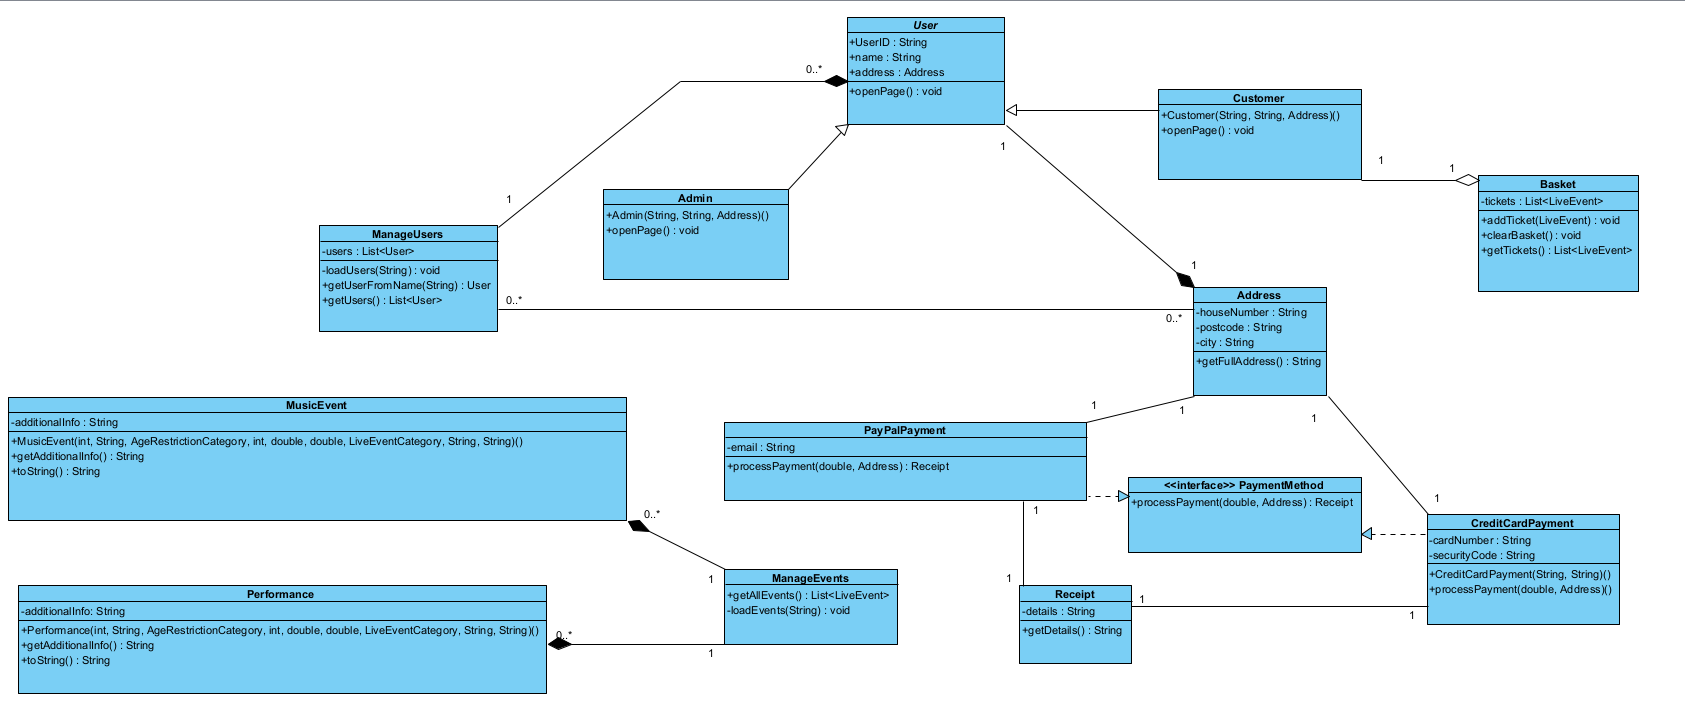 User
+UserID : String
+name : String
+address : Address
+openPage() : void
0..*
1
1
1
Customer
+Customer(String, String, Address)()
+openPage() : void
1
1
Basket
-tickets : List<LiveEvent>
+addTicket(LiveEvent) : void
+clearBasket() : void
+getTickets() : List<LiveEvent>
Admin
+Admin(String, String, Address)()
+openPage() : void
ManageUsers
-users : List<User>
-loadUsers(String) : void
+getUserFromName(String) : User
+getUsers() : List<User>
0..*
0..*
Address
-houseNumber : String
-postcode : String
-city : String
+getFullAddress() : String
1
1
1
1
MusicEvent
-additionalInfo : String
+MusicEvent(int, String, AgeRestrictionCategory, int, double, double, LiveEventCategory, String, String)()
+getAdditionalInfo() : String
+toString() : String
0..*
1
PayPalPayment
-email : String
+processPayment(double, Address) : Receipt
<<interface>> PaymentMethod
+processPayment(double, Address) : Receipt
CreditCardPayment
-cardNumber : String
-securityCode : String
+CreditCardPayment(String, String)()
+processPayment(double, Address)()
1
1
1
1
Performance
-additionalInfo: String
+Performance(int, String, AgeRestrictionCategory, int, double, double, LiveEventCategory, String, String)()
+getAdditionalInfo() : String
+toString() : String
0..*
1
ManageEvents
+getAllEvents() : List<LiveEvent>
-loadEvents(String) : void
Receipt
-details : String
+getDetails() : String